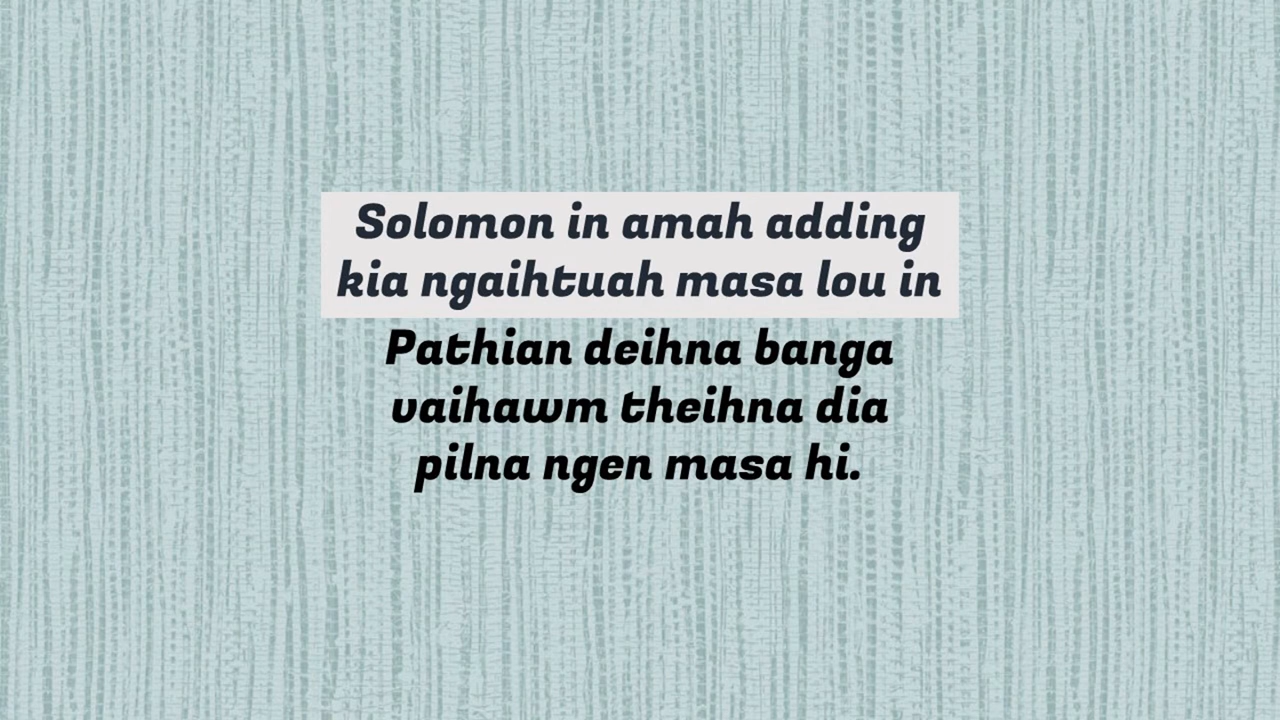 Solomon in amah adding
kia ngaihtuah masa lou in
Pathian deihna banga
vaihawm theihna dia
pilna ngen masa hi.